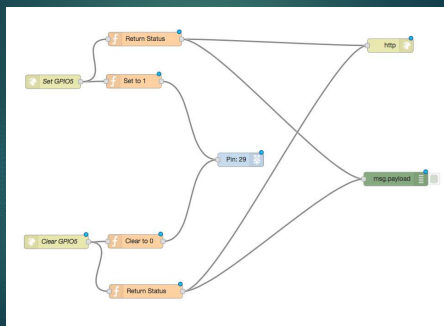 Return Status
http
Set GPIO5
Set to 1
Pin: 29
msg.payload
Clear GPIO5
Clear to 0
Return Status